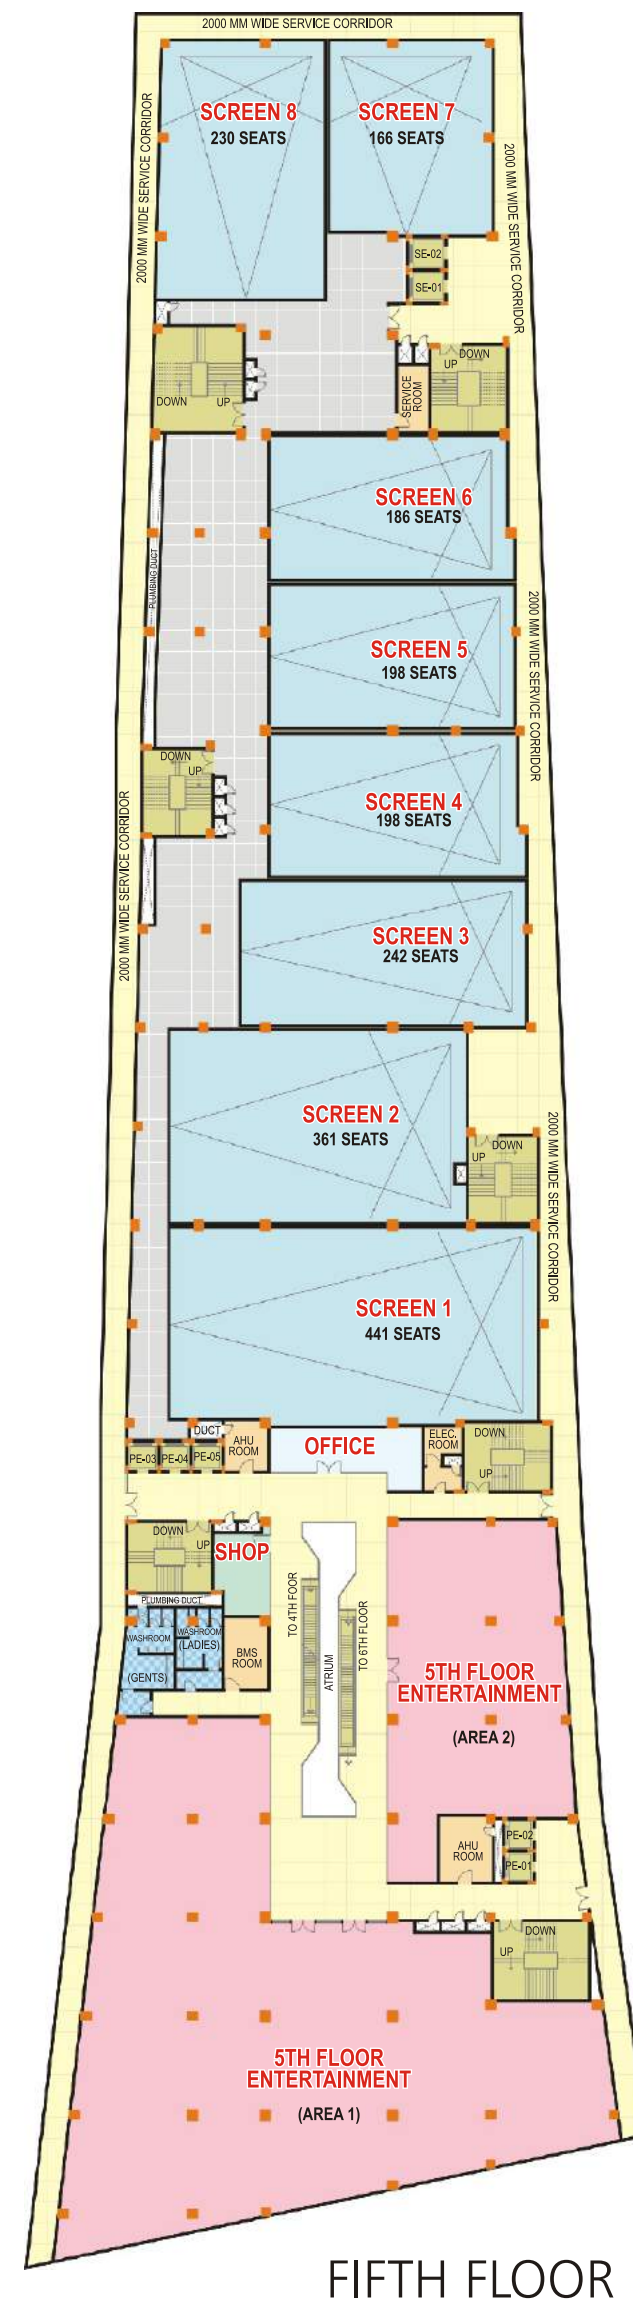 2000 MM WIDE SERVICE CORRIDOR
2000 MM WIDE SERVICE CORRIDOR
SCREEN 8
230 SEATS
SCREEN 7
166 SEATS
2000 MM WIDE SERVICE CORRIDOR
SE-02
SE-01
DOWN
UP
SERVICE
ROOM
UP
DOWN
SCREEN 6
186 SEATS
PLUMBING DUCT
SCREEN 5
198 SEATS
2000 MM WIDE SERVICE CORRIDOR
DOWN
UP
SCREEN 4
198 SEATS
2000 MM WIDE SERVICE CORRIDOR
SCREEN 3
242 SEATS
SCREEN 2
361 SEATS
UP
DOWN
2000 MM WIDE SERVICE CORRIDOR
SCREEN 1
441 SEATS
DUCT
AHU
ROOM
PE-03
PE-04
PE-05
OFFICE
ELEC.
ROOM
DOWN
UP
DOWN
UP
SHOP
PLUMBING DUCT
WASHROOM
(GENTS)
WASHROOM
(LADIES)
BMS
ROOM
TO 4TH FOOR
ATRIUM
TO 6TH FLOOR
5TH FLOOR
ENTERTAINMENT
(AREA 2)
AHU
ROOM
PE-02
PE-01
UP
DOWN
5TH FLOOR
ENTERTAINMENT
(AREA 1)
FIFTH FLOOR